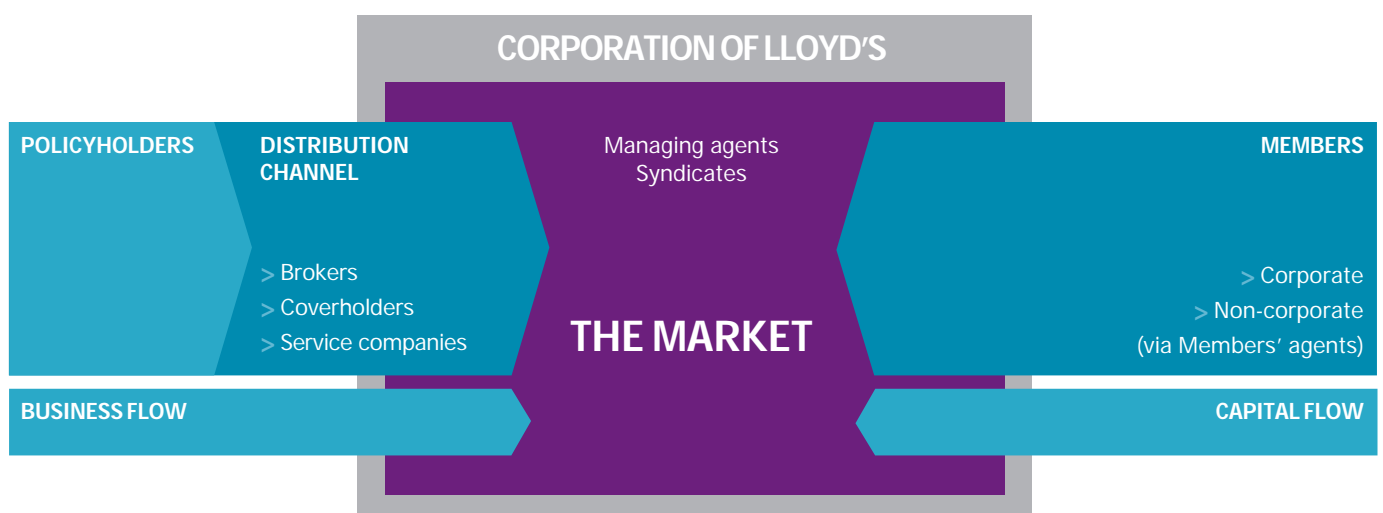 CORPORATION OF LLOYD'S
POLICYHOLDERS
DISTRIBUTION
CHANNEL
> Brokers
> Coverholders
> Service companies
Managing agents
Syndicates
THE MARKET
MEMBERS
> Corporate
> Non-corporate
(via Members' agents)
BUSINESS FLOW
CAPITAL FLOW